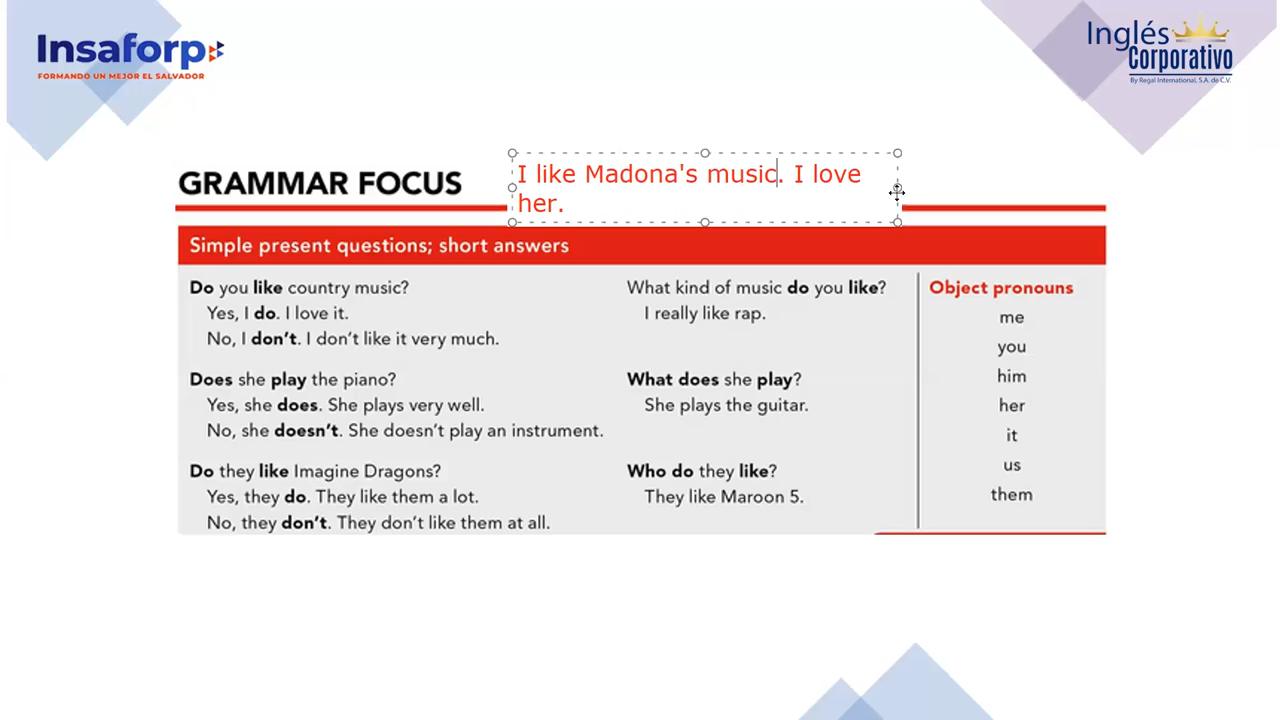 Insaforp
FORMANDO UN MEJOR EL SALVADOR
Inglés
Corporativo
By Regal International, S.A. de C.V.
GRAMMAR FOCUS
I like Madona's music. I love
her.
Simple present questions; short answers
Do you like country music?
Yes, I do. I love it.
No, I don't. I don't like it very much.
Does she play the piano?
Yes, she does. She plays very well.
No, she doesn't. She doesn't play an instrument.
Do they like Imagine Dragons?
Yes, they do. They like them a lot.
No, they don't. They don't like them at all.
What kind of music do you like?
I really like rap.
What does she play?
She plays the guitar.
Who do they like?
They like Maroon 5.
Object pronouns
me
you
him
her
it
us
them